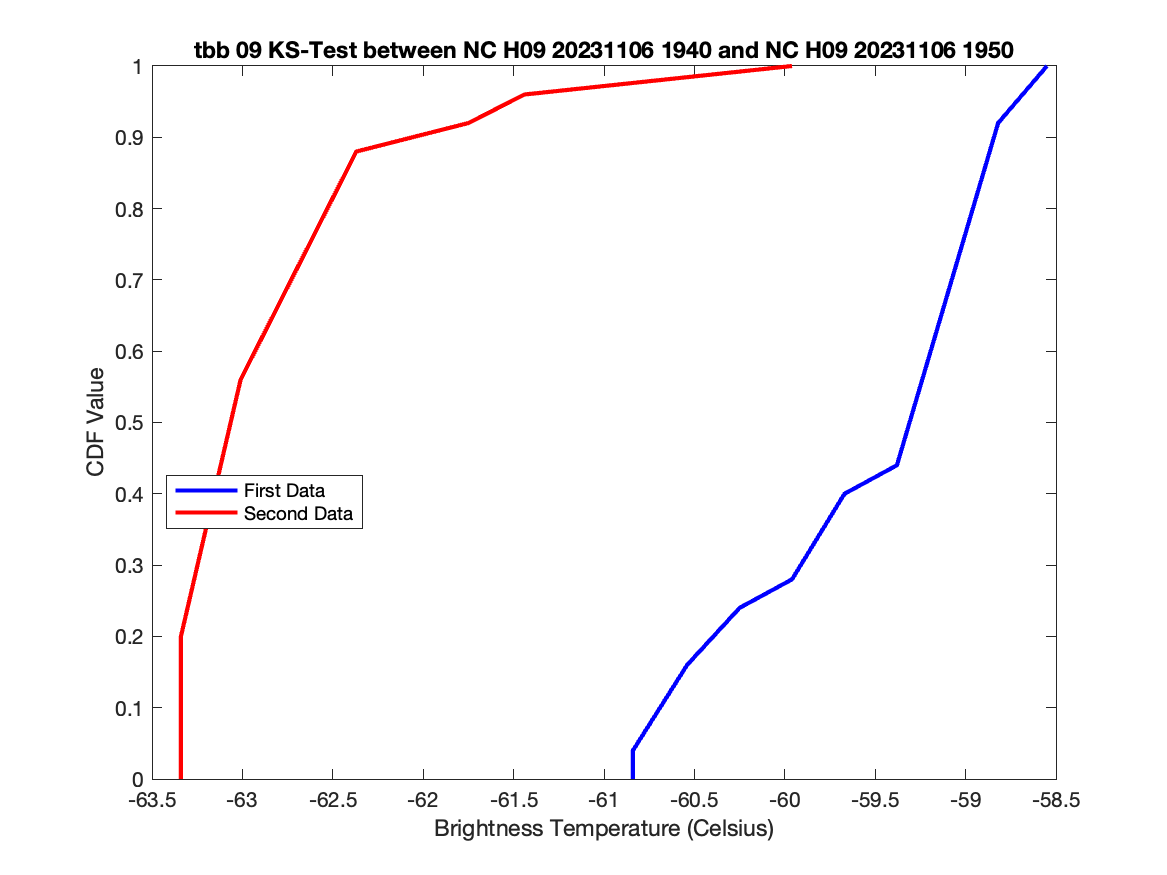 tbb 09 KS-Test between NC H09 20231106 1940 and NC H09 20231106 1950
1
0.9
0.8
0.7
0.6
0.5
0.4
0.3
0.2
0.1
0
CDF Value
First Data
Second Data
-63.5 -63 -62.5 -62 -61.5 -61 -60.5 -60 -59.5 -59 -58.5
Brightness Temperature (Celsius)